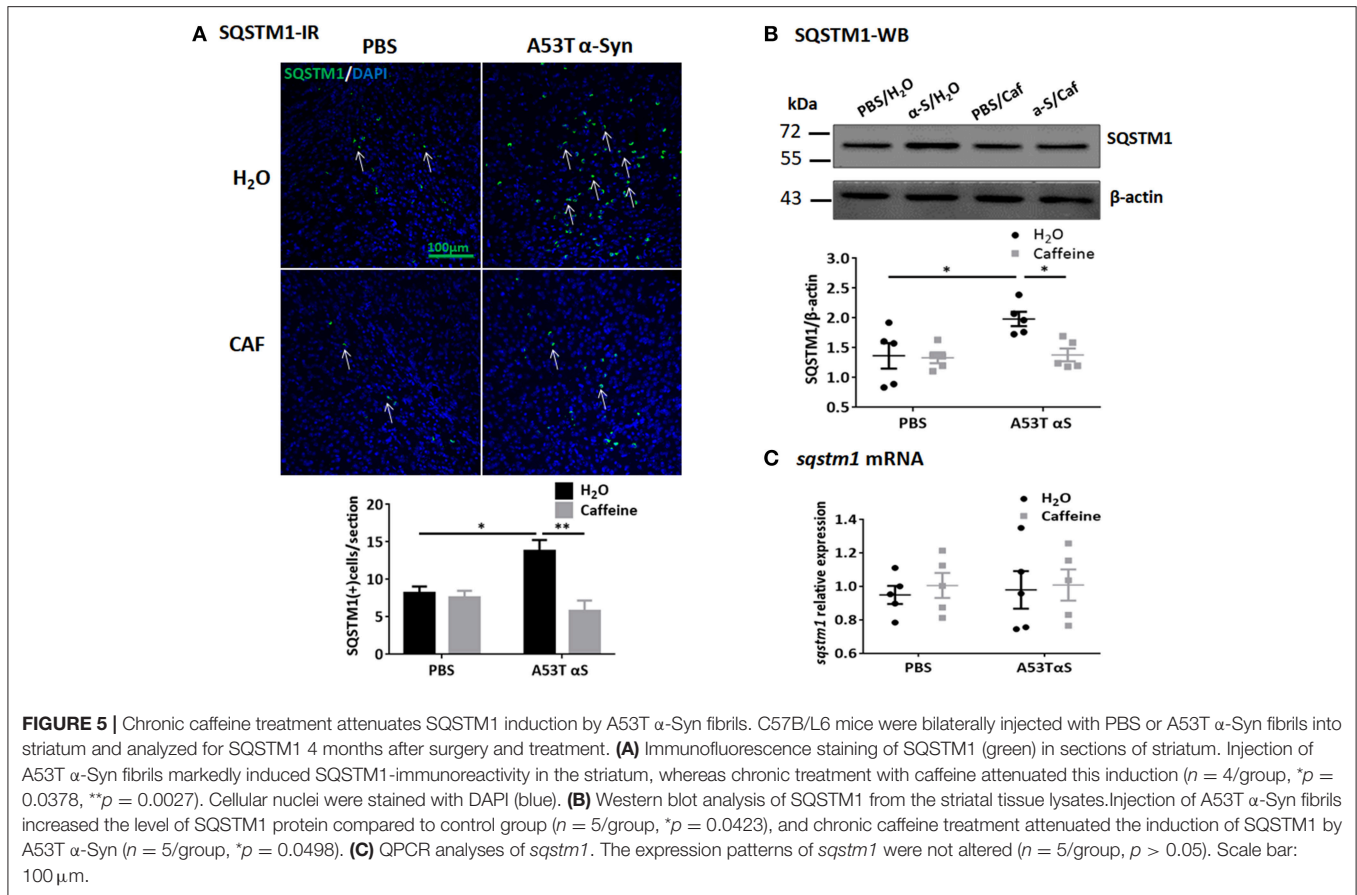 A SQSTM1-IR
PBS
A53T α-Syn
SQSTM1/DAPI
H₂O
100µm
CAF
H₂O
Caffeine
SQSTM1(+)cells/section
20
15
10
5
0
*
**
PBS
A53T αS
B SQSTM1-WB
kDa
PBS/H₂O
α-S/H₂O
PBS/Caf
a-S/Caf
72
55
43
SQSTM1
β-actin
H₂O
Caffeine
SQSTM1/β-actin
3.0
2.5
2.0
1.5
1.0
0.5
*
*
PBS
A53T αS
C sqstm1 mRNA
H₂O
Caffeine
sqstm1 relative expression
1.4
1.2
1.0
0.8
0.6
PBS
A53TαS
FIGURE 5 | Chronic caffeine treatment attenuates SQSTM1 induction by A53T α-Syn fibrils. C57B/L6 mice were bilaterally injected with PBS or A53T α-Syn fibrils into
striatum and analyzed for SQSTM1 4 months after surgery and treatment. (A) Immunofluorescence staining of SQSTM1 (green) in sections of striatum. Injection of
A53T α-Syn fibrils markedly induced SQSTM1-immunoreactivity in the striatum, whereas chronic treatment with caffeine attenuated this induction (n = 4/group, *p =
0.0378, **p = 0.0027). Cellular nuclei were stained with DAPI (blue). (B) Western blot analysis of SQSTM1 from the striatal tissue lysates.Injection of A53T α-Syn fibrils
increased the level of SQSTM1 protein compared to control group (n = 5/group, *p = 0.0423), and chronic caffeine treatment attenuated the induction of SQSTM1 by
A53T α-Syn (n = 5/group, *p = 0.0498). (C) QPCR analyses of sqstm1. The expression patterns of sqstm1 were not altered (n = 5/group, p > 0.05). Scale bar:
100 µm.